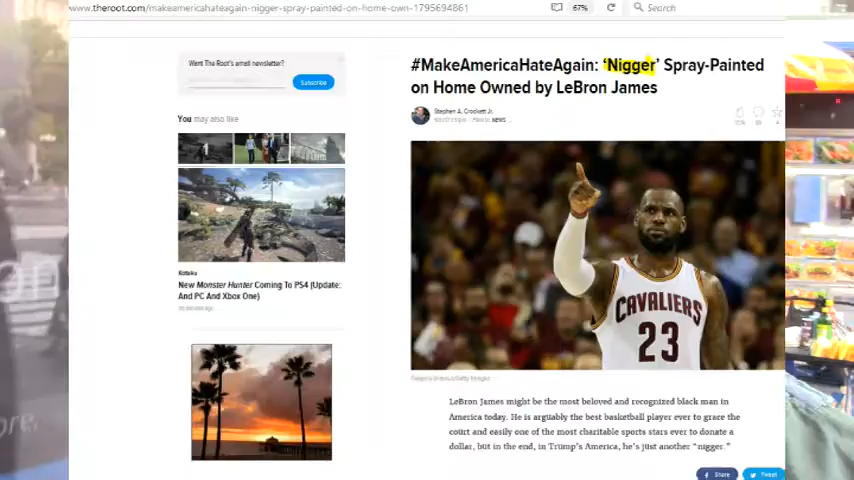 www.theroot.com/makeamericahateagain-nigger-spray-painted-on-home-own-1795694861
67%
Search
Want The Root's email newsletter?
Subscribe
You may also like
Kotaku
New Monster Hunter Coming To PS4 (Update:
And PC And Xbox One)
#MakeAmericaHateAgain: ‘Nigger’ Spray-Painted
on Home Owned by LeBron James
Stephen A. Crockett Jr.
NEWS
CAVALIERS
23
LeBron James might be the most beloved and recognized black man in
America today. He is arguably the best basketball player ever to grace the
court and easily one of the most charitable sports stars ever to donate a
dollar, but in the end, in Trump's America, he's just another “nigger.”
Share
Tweet